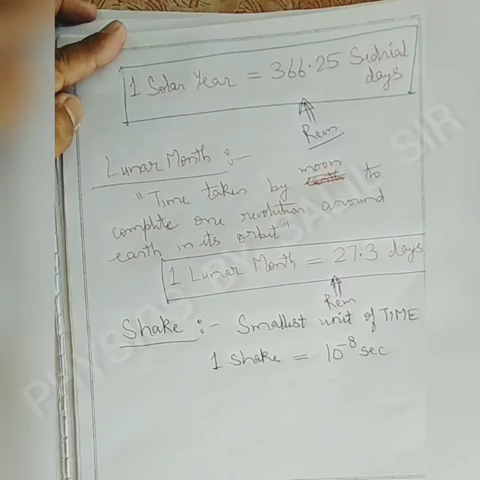 1 Solar Year = 366.25 Sedrial
days
Rem
Lunar Month :-
"Time taken by moon to
complete one revolution around
earth in its orbit"
1 Lunar Month = 27.3 days
Rem
Shake :- Smallest unit of TIME
1 Shake = 10⁻⁸ sec